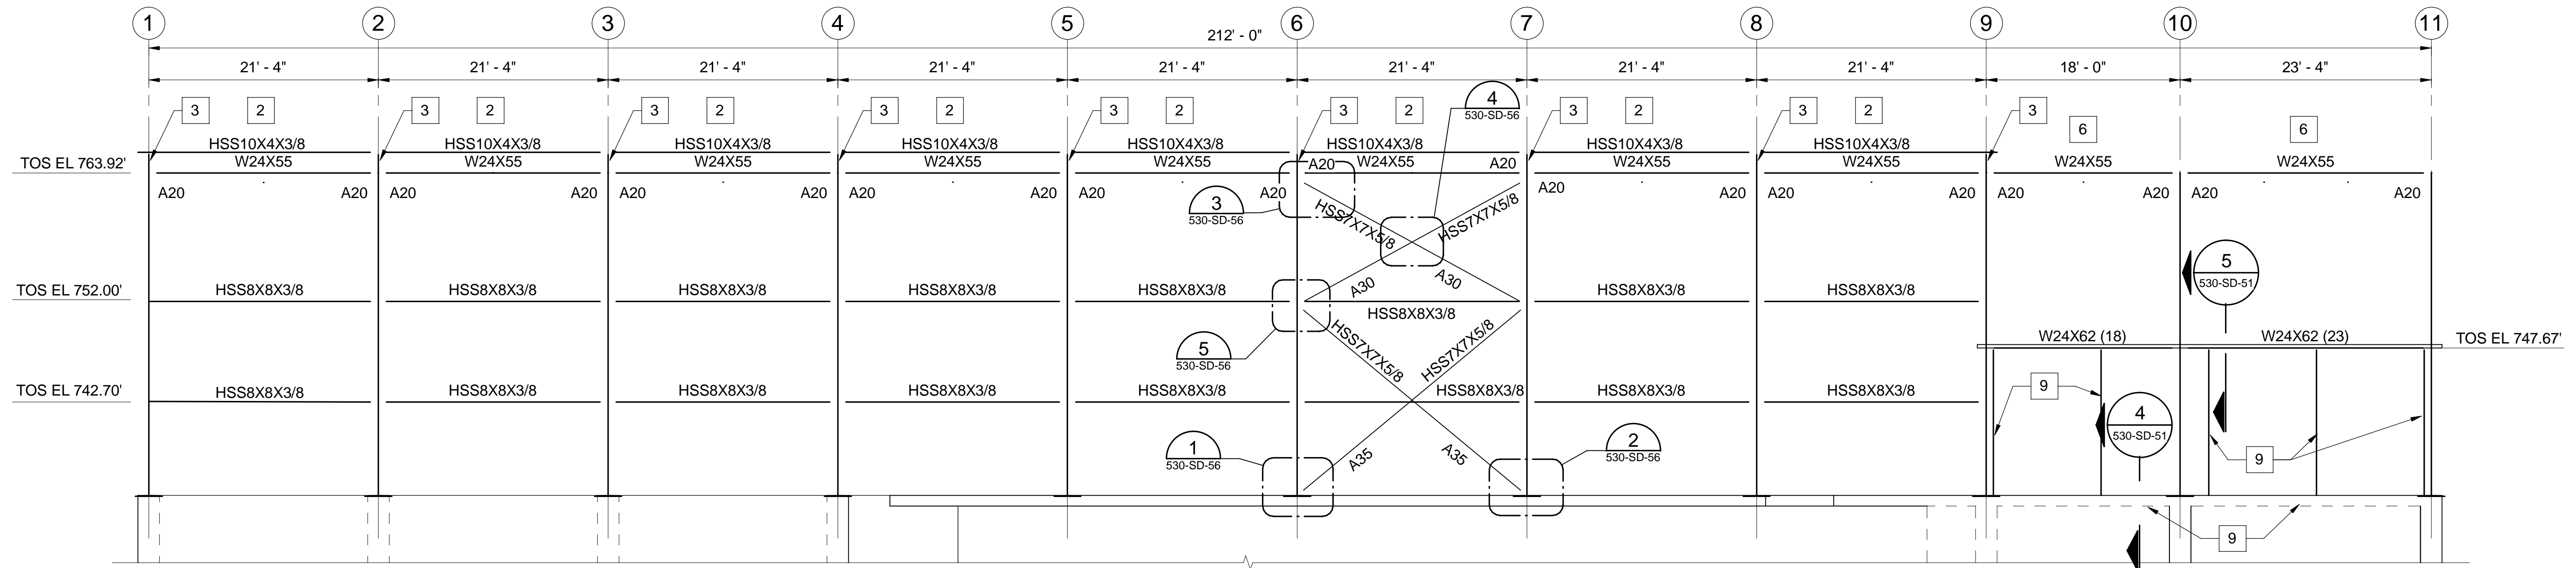 1 2 3 4 5 6 7 8 9 10 11
212' - 0"
21' - 4" 21' - 4" 21' - 4" 21' - 4" 21' - 4" 21' - 4" 21' - 4" 21' - 4" 18' - 0" 23' - 4"
3 2 3 2 3 2 3 2 3 2 3 2 3 2 3 2 3 6 6
4
530-SD-56
HSS10X4X3/8 HSS10X4X3/8 HSS10X4X3/8 HSS10X4X3/8 HSS10X4X3/8 HSS10X4X3/8 HSS10X4X3/8 HSS10X4X3/8
TOS EL 763.92' W24X55 W24X55 W24X55 W24X55 W24X55 A20 W24X55 A20 W24X55 W24X55 W24X55 W24X55
A20 A20 A20 A20 A20 A20 A20 A20 A20 A20 A20 A20 A20 A20 A20 A20 A20 A20
3
530-SD-56
HSS7X7X5/8 HSS7X7X5/8
5
530-SD-51
A30 A30
TOS EL 752.00' HSS8X8X3/8 HSS8X8X3/8 HSS8X8X3/8 HSS8X8X3/8 HSS8X8X3/8 HSS8X8X3/8 HSS8X8X3/8 HSS8X8X3/8
5
530-SD-56
HSS7X7X5/8 HSS7X7X5/8
W24X62 (18) W24X62 (23) TOS EL 747.67'
TOS EL 742.70' HSS8X8X3/8 HSS8X8X3/8 HSS8X8X3/8 HSS8X8X3/8 HSS8X8X3/8 HSS8X8X3/8 HSS8X8X3/8 HSS8X8X3/8
9
4
530-SD-51
1
530-SD-56
A35 A35
2
530-SD-56
9
9